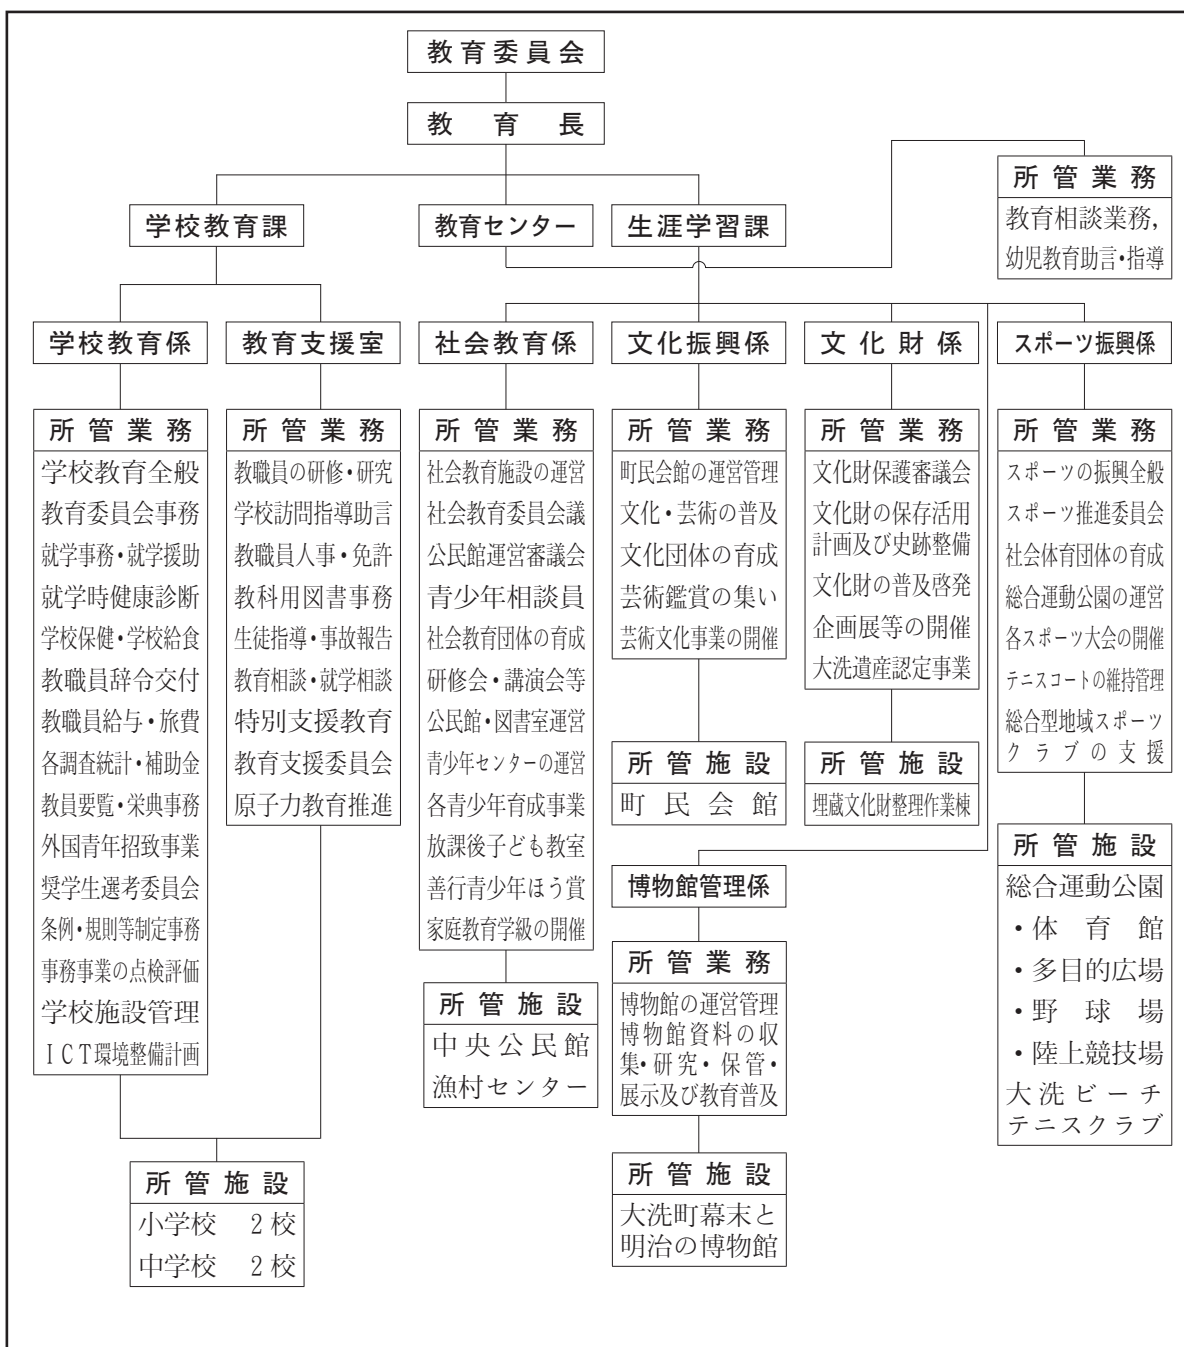 教育委員会
教育長
学校教育課
教育センター
生涯学習課
所管業務
教育相談業務,
幼児教育助言・指導
学校教育係
教育支援室
社会教育係
文化振興係
文化財係
スポーツ振興係
所管業務
学校教育全般
教育委員会事務
就学事務・就学援助
就学時健康診断
学校保健・学校給食
教職員辞令交付
教職員給与・旅費
各調査統計・補助金
教員要覧・栄典事務
外国青年招致事業
奨学生選考委員会
条例・規則等制定事務
事務事業の点検評価
学校施設管理
ICT環境整備計画
所管業務
教職員の研修・研究
学校訪問指導助言
教職員人事・免許
教科用図書事務
生徒指導・事故報告
教育相談・就学相談
特別支援教育
教育支援委員会
原子力教育推進
所管施設
小学校 2校
中学校 2校
所管業務
社会教育施設の運営
社会教育委員会議
公民館運営審議会
青少年相談員
社会教育団体の育成
研修会・講演会等
公民館・図書室運営
青少年センターの運営
各青少年育成事業
放課後子ども教室
善行青少年ほう賞
家庭教育学級の開催
所管施設
中央公民館
漁村センター
所管業務
町民会館の運営管理
文化・芸術の普及
文化団体の育成
芸術鑑賞の集い
芸術文化事業の開催
所管施設
町民会館
博物館管理係
所管業務
博物館の運営管理
博物館資料の収
集・研究・保管・
展示及び教育普及
所管施設
大洗町幕末と
明治の博物館
所管業務
文化財保護審議会
文化財の保存活用
計画及び史跡整備
文化財の普及啓発
企画展等の開催
大洗遺産認定事業
所管施設
埋蔵文化財整理作業棟
所管業務
スポーツの振興全般
スポーツ推進委員会
社会体育団体の育成
総合運動公園の運営
各スポーツ大会の開催
テニスコートの維持管理
総合型地域スポーツ
クラブの支援
所管施設
総合運動公園
・体育館
・多目的広場
・野球場
・陸上競技場
大洗ビーチ
テニスクラブ